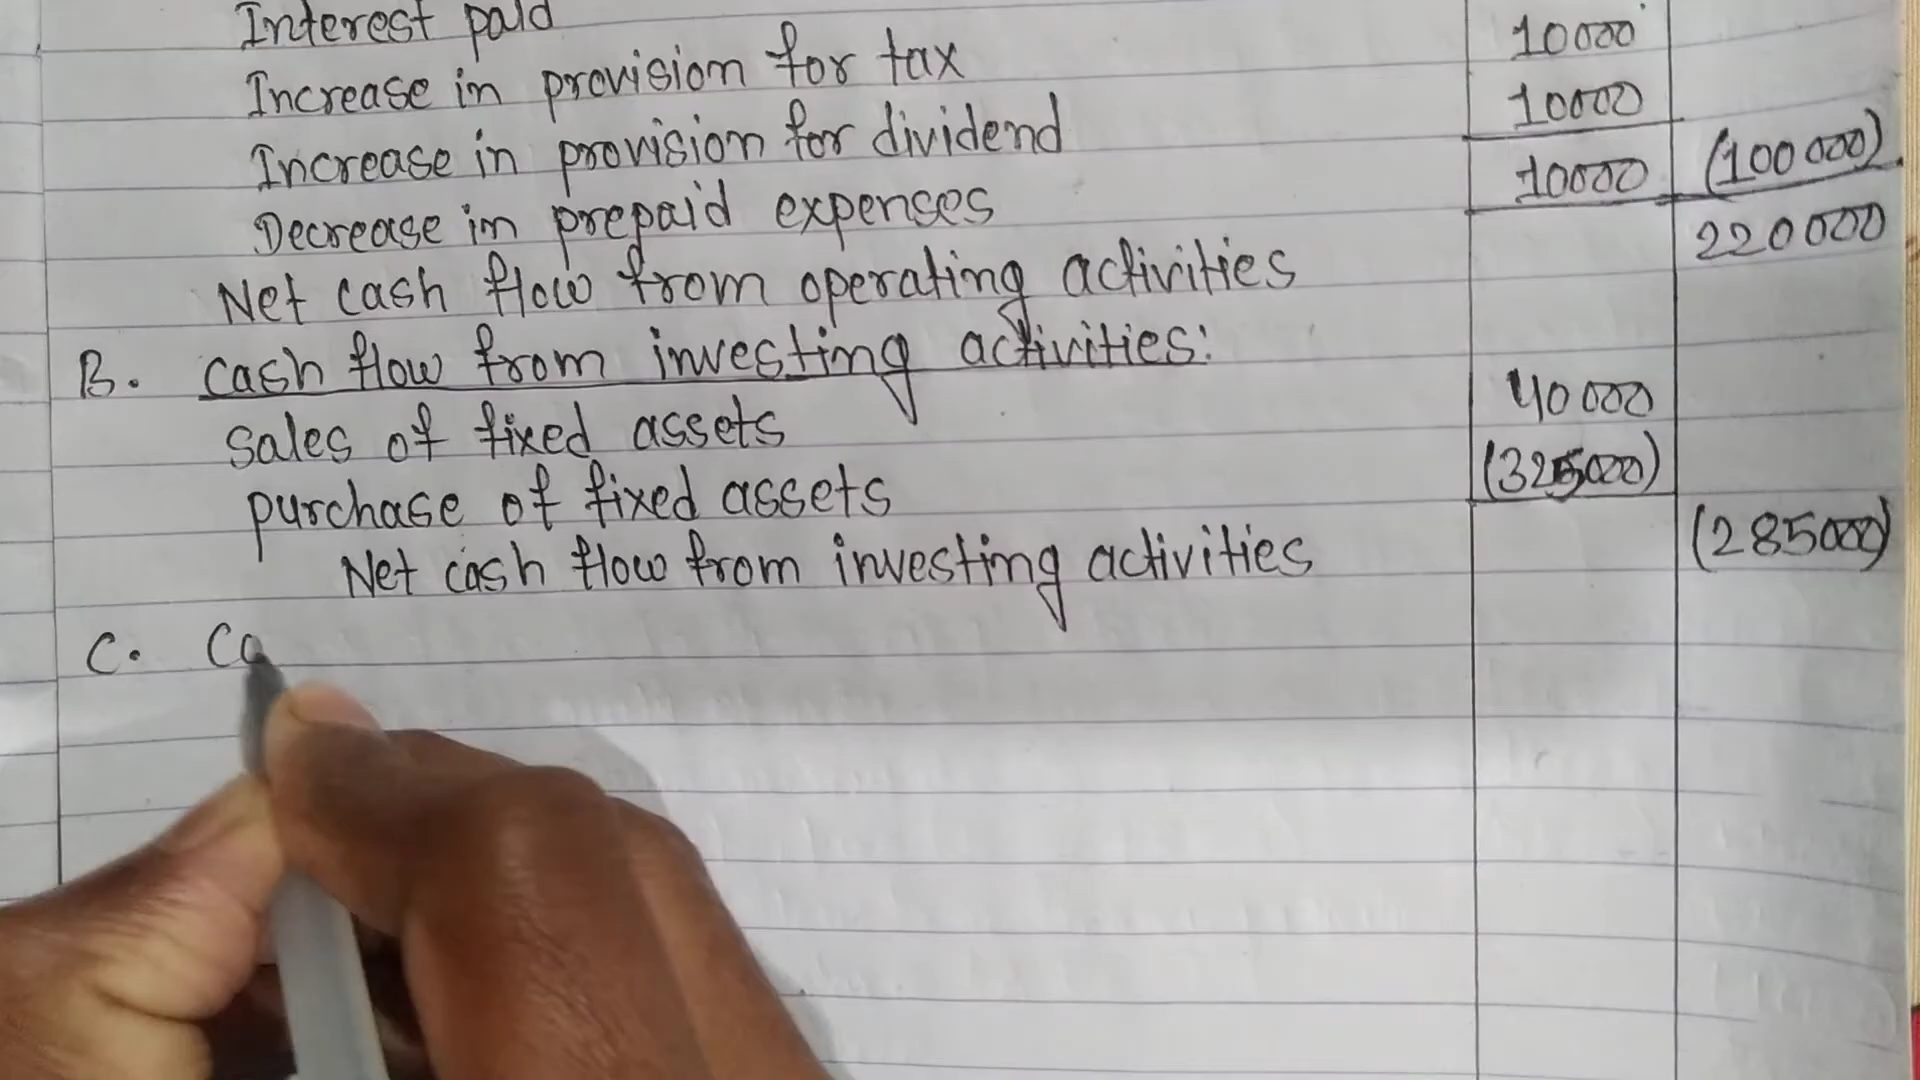 Interest paid
Increase in provision for tax 10000
Increase in provision for dividend 10000
Decrease in prepaid expenses 10000 (100000)
Net cash flow from operating activities 220000
B. Cash flow from investing activities:
Sales of fixed assets 40000
purchase of fixed assets (325000)
Net cash flow from investing activities (285000)
C. Ca